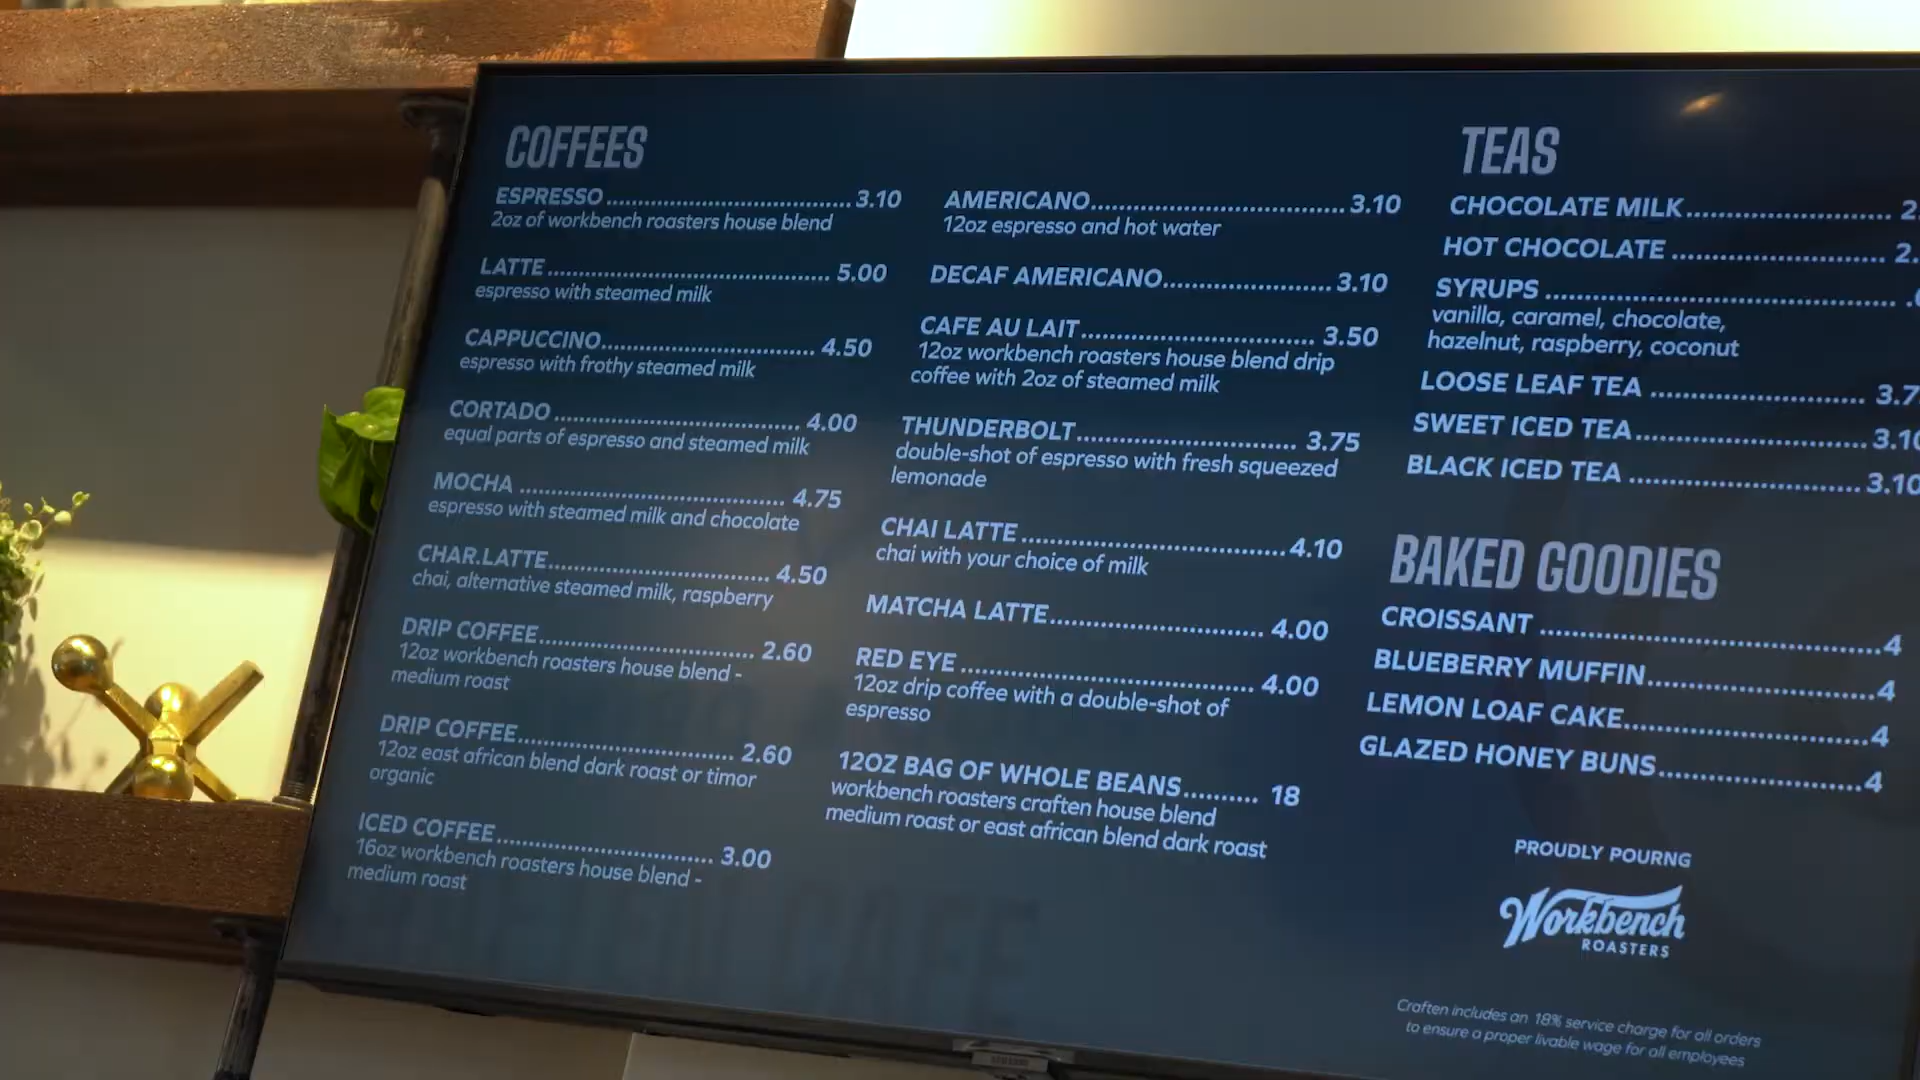 COFFEES
ESPRESSO 3.10
2oz of workbench roasters house blend
LATTE 5.00
espresso with steamed milk
CAPPUCCINO 4.50
espresso with frothy steamed milk
CORTADO 4.00
equal parts of espresso and steamed milk
MOCHA 4.75
espresso with steamed milk and chocolate
CHAR.LATTE 4.50
chai, alternative steamed milk, raspberry
DRIP COFFEE 2.60
12oz workbench roasters house blend -
medium roast
DRIP COFFEE 2.60
12oz east african blend dark roast or timor
organic
ICED COFFEE 3.00
16oz workbench roasters house blend -
medium roast
AMERICANO 3.10
12oz espresso and hot water
DECAF AMERICANO 3.10
CAFE AU LAIT 3.50
12oz workbench roasters house blend drip
coffee with 2oz of steamed milk
THUNDERBOLT 3.75
double-shot of espresso with fresh squeezed
lemonade
CHAI LATTE 4.10
chai with your choice of milk
MATCHA LATTE 4.00
RED EYE 4.00
12oz drip coffee with a double-shot of
espresso
12OZ BAG OF WHOLE BEANS 18
workbench roasters craften house blend
medium roast or east african blend dark roast
TEAS
CHOCOLATE MILK 2.
HOT CHOCOLATE 2.
SYRUPS
vanilla, caramel, chocolate,
hazelnut, raspberry, coconut
LOOSE LEAF TEA 3.7
SWEET ICED TEA 3.10
BLACK ICED TEA 3.10
BAKED GOODIES
CROISSANT 4
BLUEBERRY MUFFIN 4
LEMON LOAF CAKE 4
GLAZED HONEY BUNS 4
PROUDLY POURNG
Workbench
ROASTERS
Craften includes an 18% service charge for all orders
to ensure a proper livable wage for all employees